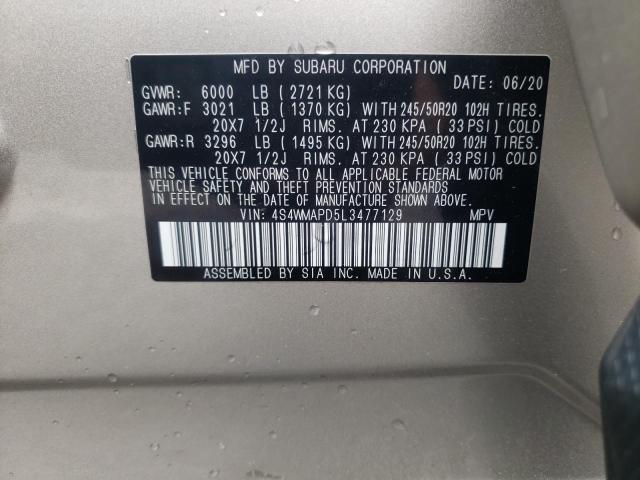 MFD BY SUBARU CORPORATION
DATE: 06/20
GVWR: 6000 LB ( 2721 KG)
GAWR:F 3021 LB ( 1370 KG) WITH 245/50R20 102H TIRES.
20X7 1/2J RIMS. AT 230 KPA ( 33 PSI) COLD
GAWR:R 3296 LB ( 1495 KG) WITH 245/50R20 102H TIRES.
20X7 1/2J RIMS. AT 230 KPA ( 33 PSI) COLD
THIS VEHICLE CONFORMS TO ALL APPLICABLE FEDERAL MOTOR
VEHICLE SAFETY AND THEFT PREVENTION STANDARDS
IN EFFECT ON THE DATE OF MANUFACTURE SHOWN ABOVE.
VIN: 4S4WMAPD5L3477129 MPV
ASSEMBLED BY SIA INC. MADE IN U.S.A.